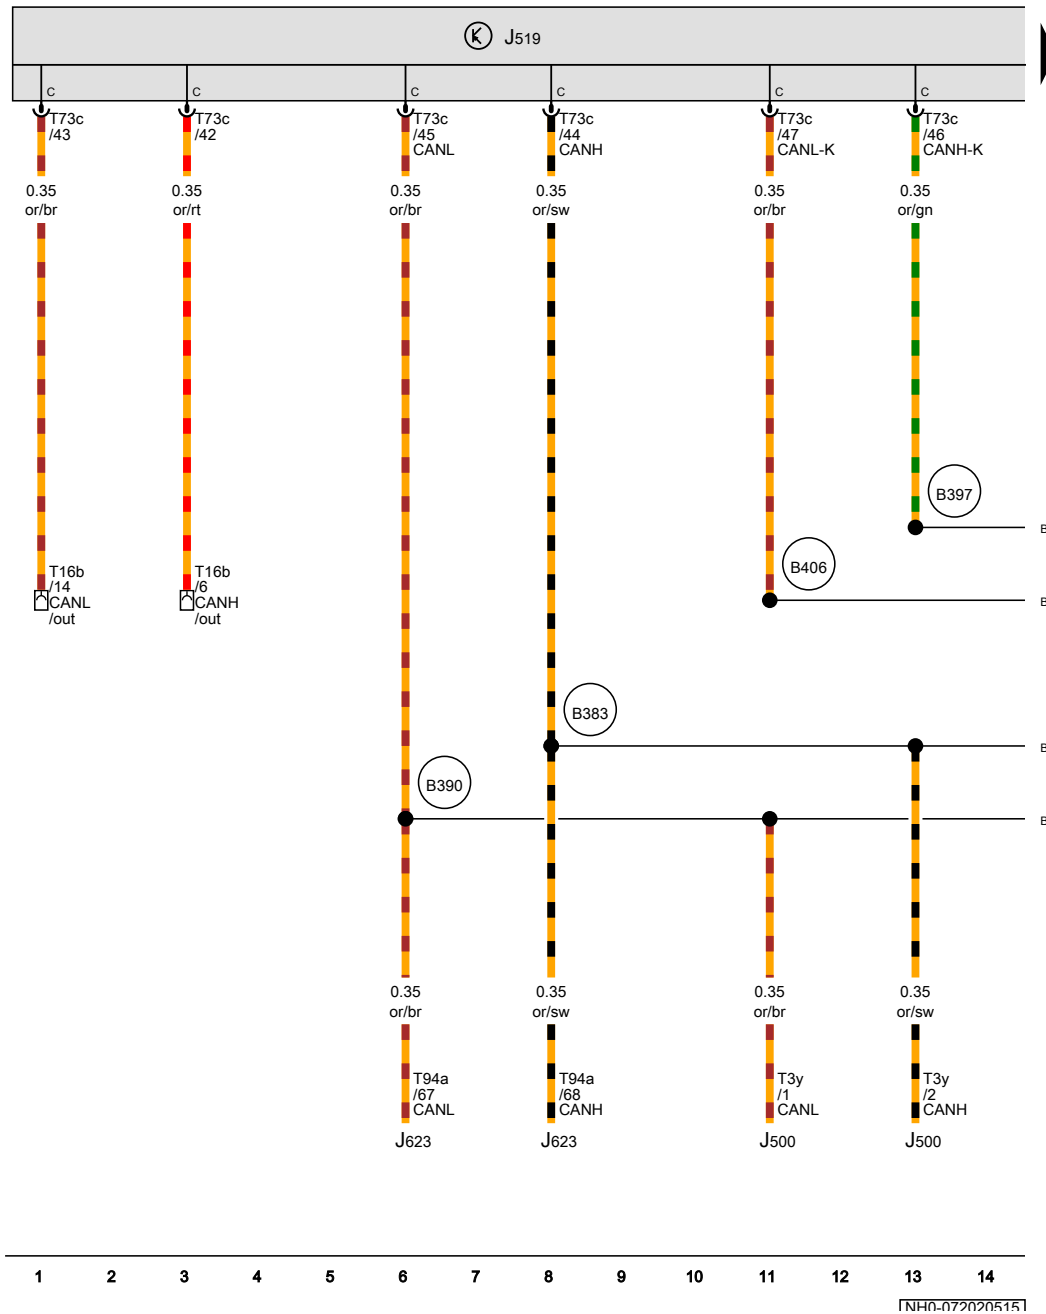 J519
C C C C C C
T73c
/43
T73c
/42
T73c
/45
CANL
T73c
/44
CANH
T73c
/47
CANL-K
T73c
/46
CANH-K
0.35
or/br
0.35
or/rt
0.35
or/br
0.35
or/sw
0.35
or/br
0.35
or/gn
B397
B
B406
B
T16b
/14
CANL
/out
T16b
/6
CANH
/out
B383
B
B390
B
0.35
or/br
0.35
or/sw
0.35
or/br
0.35
or/sw
T94a
/67
CANL
T94a
/68
CANH
T3y
/1
CANL
T3y
/2
CANH
J623
J623
J500
J500
1 2 3 4 5 6 7 8 9 10 11 12 13 14
NH0-072020515